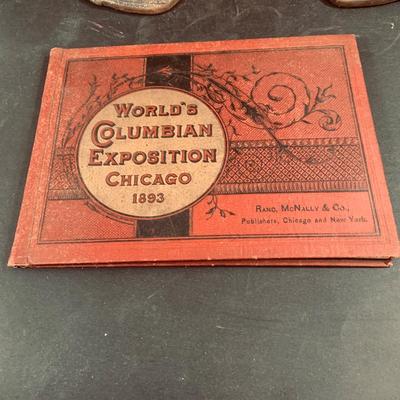 WORLD'S
COLUMBIAN
EXPOSITION
CHICAGO
1893
RAND, MCNALLY & CO.,
Publishers, Chicago and New York.